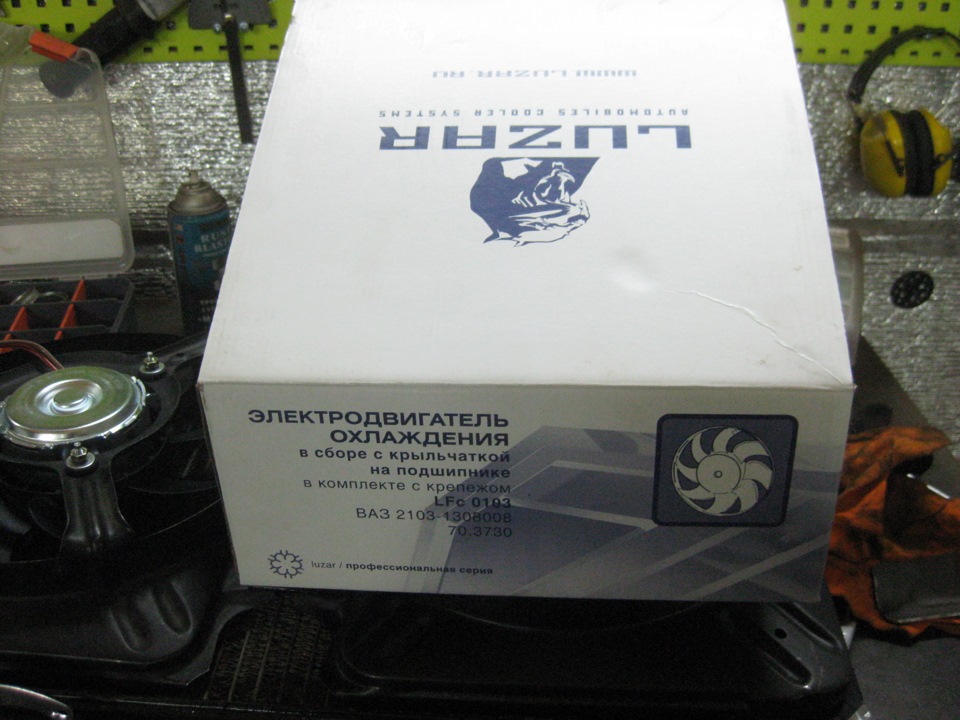 WWW.LUZAR.RU
AUTOMOBILES COOLER SYSTEMS
LUZAR
ЭЛЕКТРОДВИГАТЕЛЬ
ОХЛАЖДЕНИЯ
в сборе с крыльчаткой
на подшипнике
в комплекте с крепежом
LFc 0103
ВАЗ 2103-1308008
70.3730
luzar / профессиональная серия